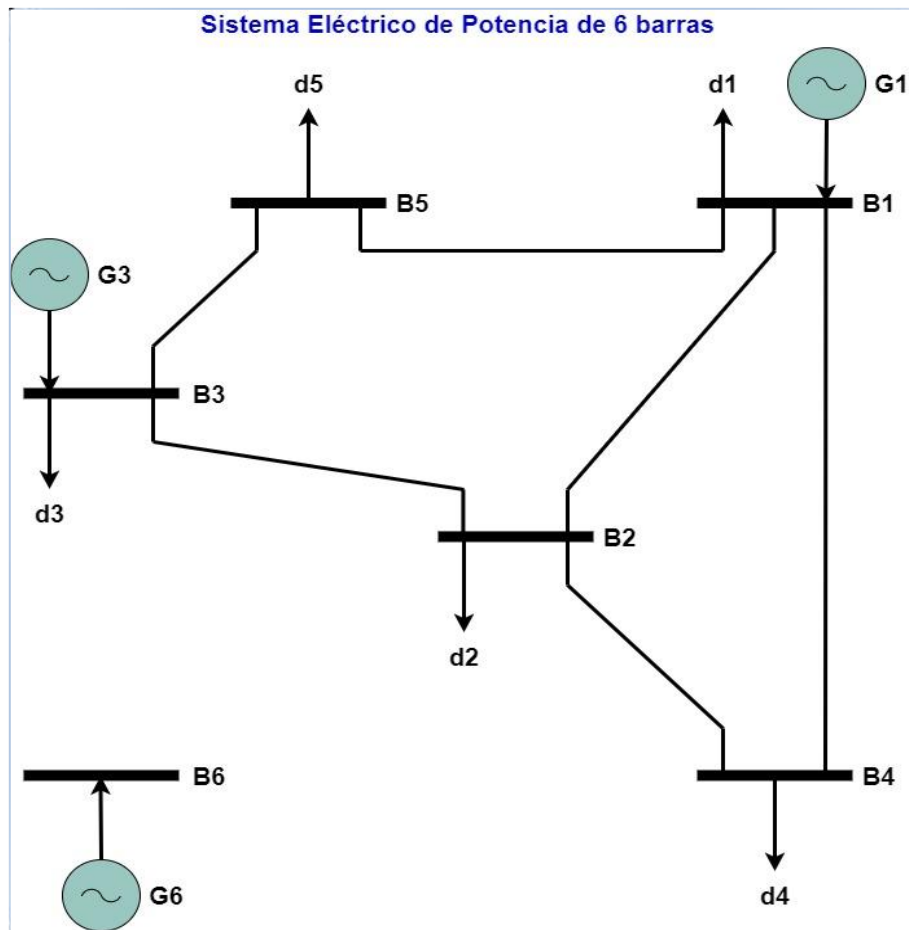 Sistema Eléctrico de Potencia de 6 barras
d5
d1
G1
B5
B1
G3
B3
d3
B2
d2
B6
B4
G6
d4